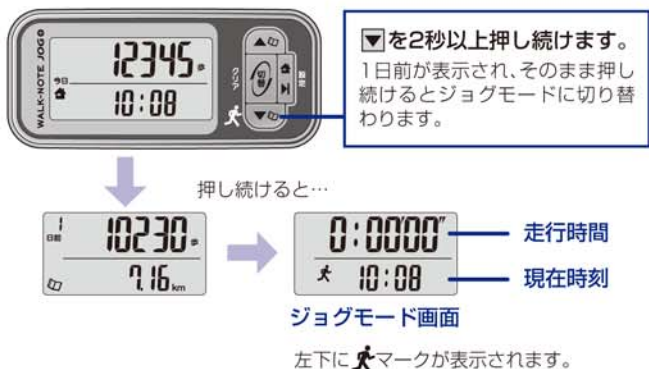 WALK-NOTE JOG
12345歩
今日
10:08
クリア
切替
設定
▼を2秒以上押し続けます。
1日前が表示され、そのまま押し
続けるとジョグモードに切り替
わります。
押し続けると…
1
日前
10230歩
7.16km
0:00'00"
10:08
走行時間
現在時刻
ジョグモード画面
左下にマークが表示されます。